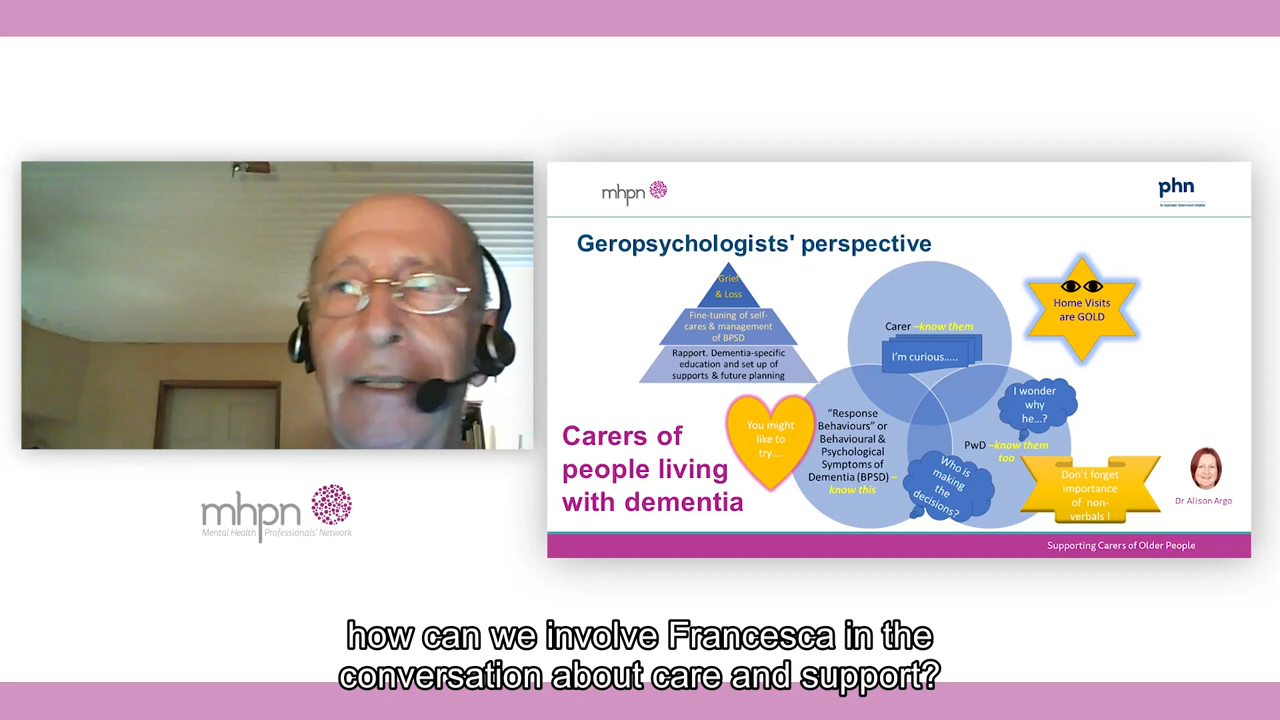 mhpn
Mental Health Professionals' Network
mhpn
phn
An Australian Government Initiative
Geropsychologists' perspective
Grief
& Loss
Fine-tuning of self-
cares & management
of BPSD
Rapport. Dementia-specific
education and set up of
supports & future planning
Carer –know them
I'm curious.....
Home Visits
are GOLD
Carers of
people living
with dementia
You might
like to
try...
"Response
Behaviours" or
Behavioural &
Psychological
Symptoms of
Dementia (BPSD) –
know this
I wonder
why
he...?
PwD –know them
too
Who is
making
the
decisions?
Don't forget
importance
of non-
verbals !
Dr Alison Argo
Supporting Carers of Older People
how can we involve Francesca in the
conversation about care and support?